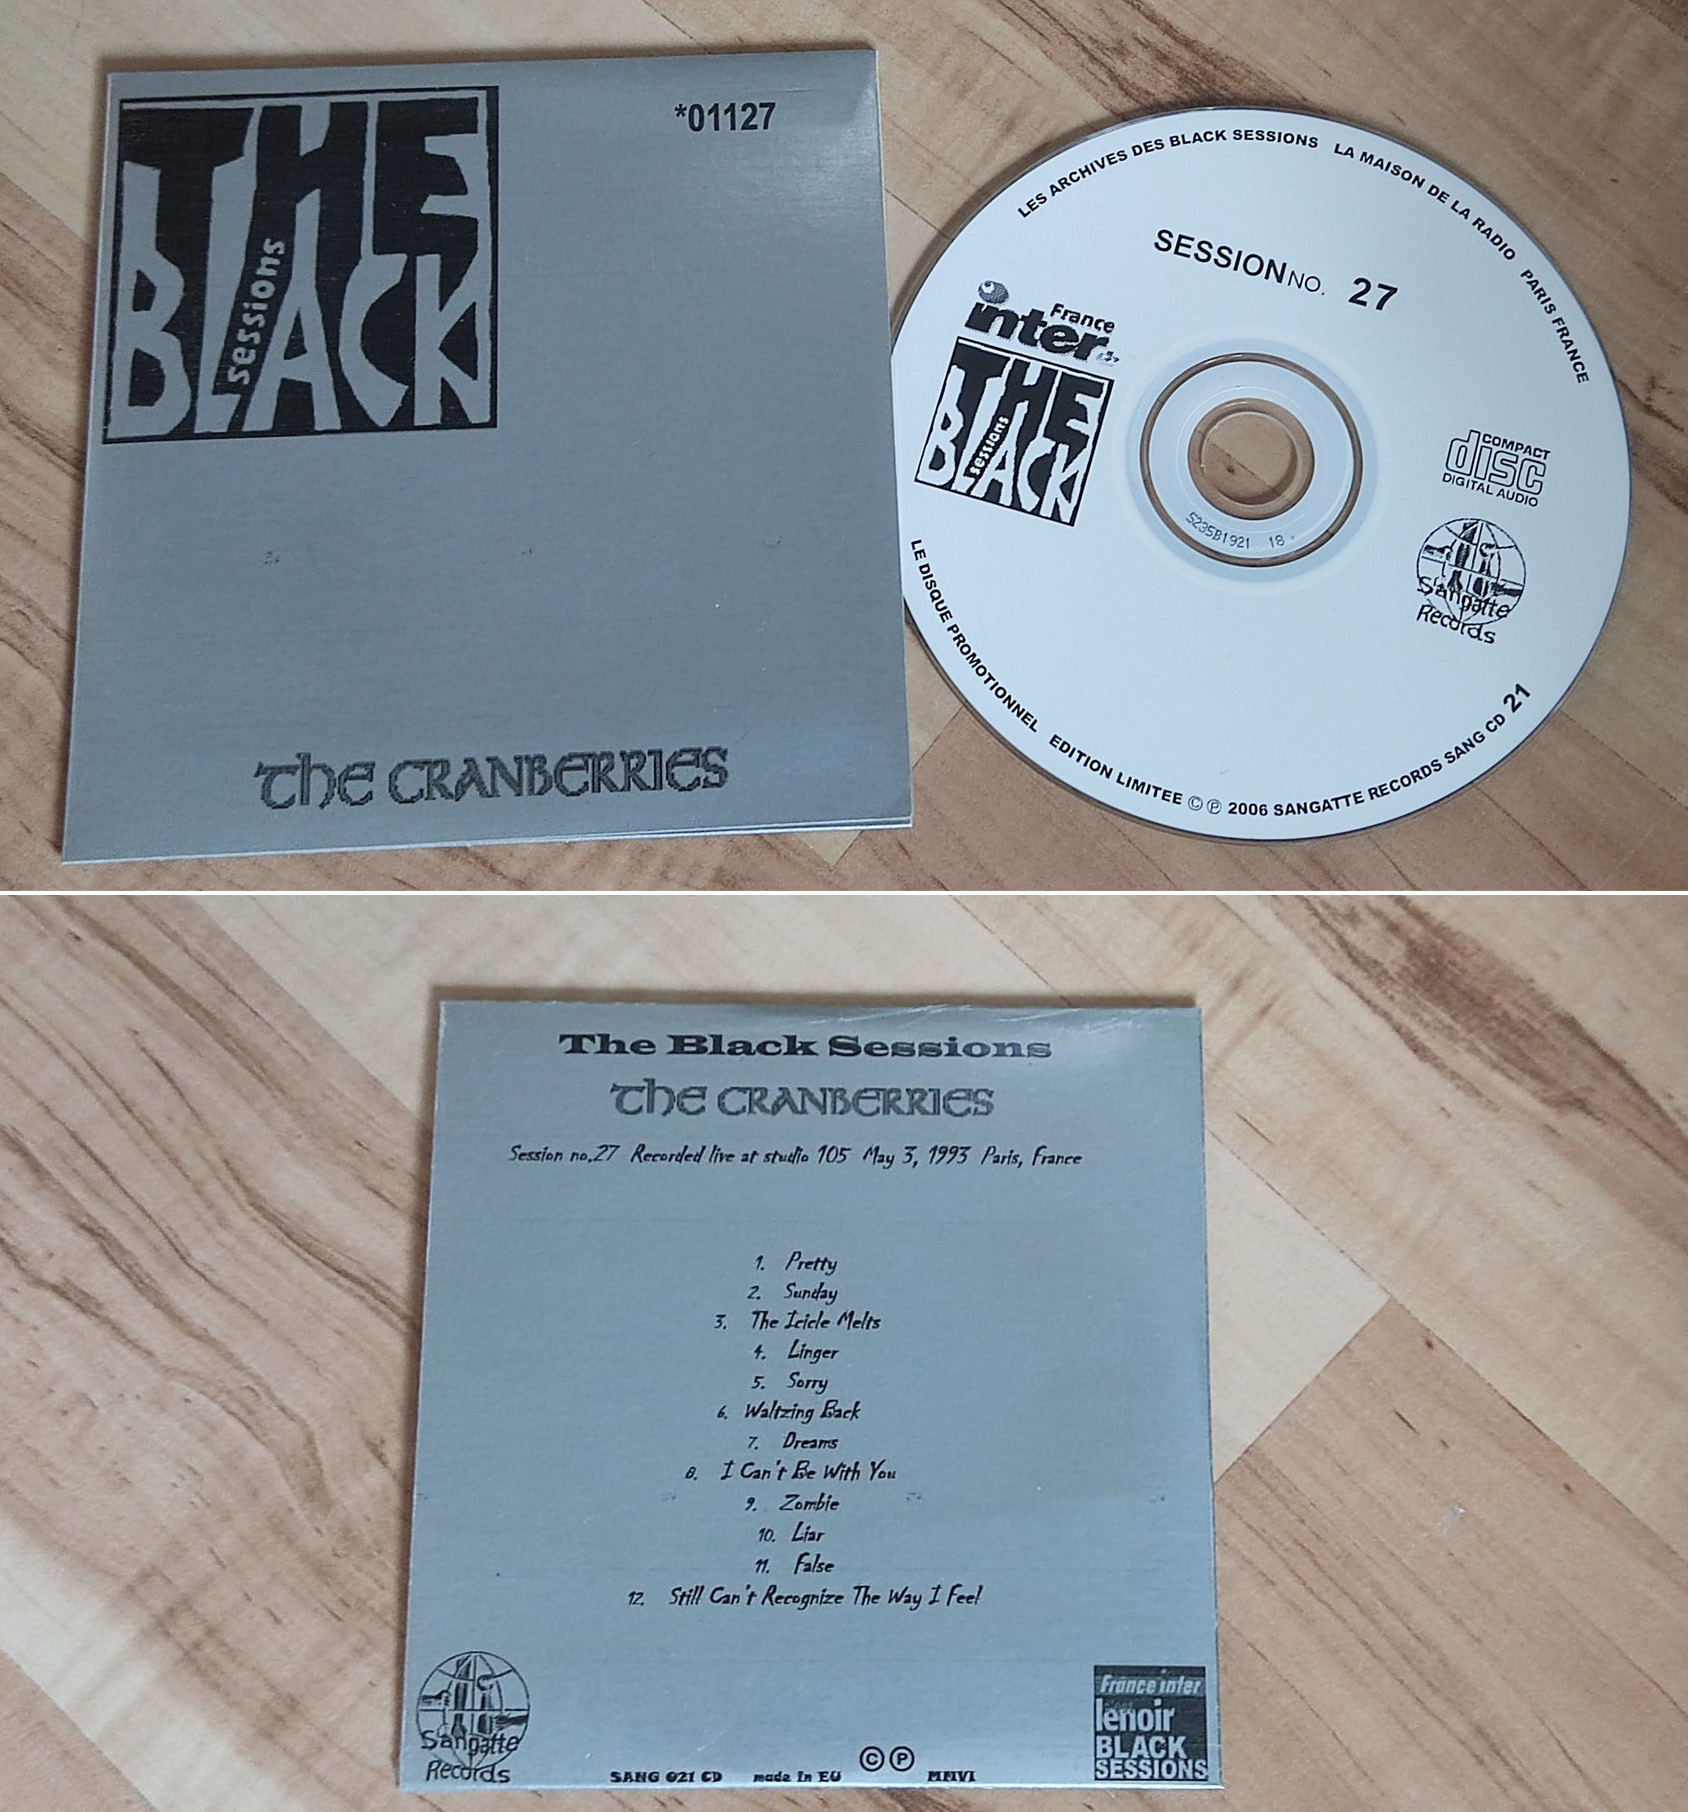 THE
BLACK
sessions
*01127
The CRANBERRIES
LES ARCHIVES DES BLACK SESSIONS LA MAISON DE LA RADIO PARIS FRANCE
SESSION NO. 27
France
inter
THE
BLACK
sessions
COMPACT
disc
DIGITAL AUDIO
5235B1921 18
Sangatte
Records
LE DISQUE PROMOTIONNEL EDITION LIMITEE © ℗ 2006 SANGATTE RECORDS SANG CD 21
The Black Sessions
The CRANBERRIES
Session no.27 Recorded live at studio 105 May 3, 1993 Paris, France
1. Pretty
2. Sunday
3. The Icicle Melts
4. Linger
5. Sorry
6. Waltzing Back
7. Dreams
8. I Can't Be With You
9. Zombie
10. Liar
11. False
12. Still Can't Recognize The Way I Feel
Sangatte
Records
SANG 021 CD made in EU © ℗ MMVI
France inter
lenoir
BLACK
SESSIONS